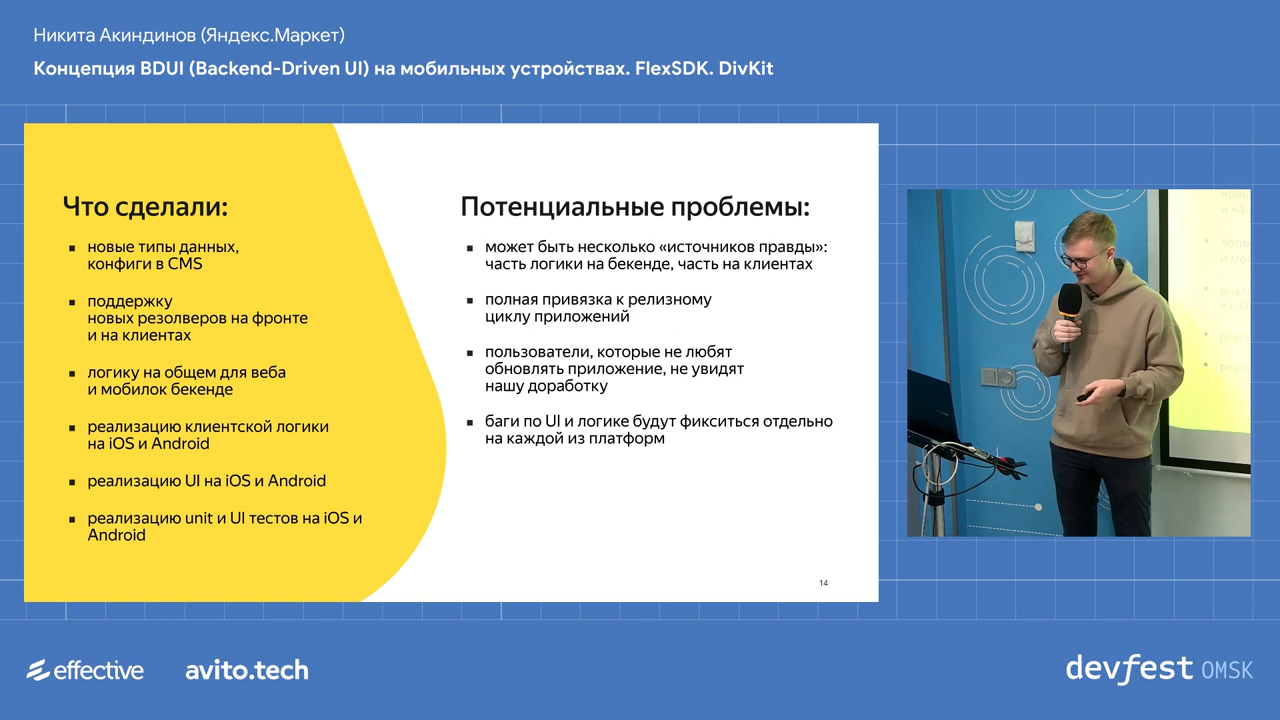 Никита Акиндинов (Яндекс.Маркет)
Концепция BDUI (Backend-Driven UI) на мобильных устройствах. FlexSDK. DivKit
Что сделали:
▪ новые типы данных,
конфиги в CMS
▪ поддержку
новых резолверов на фронте
и на клиентах
▪ логику на общем для веба
и мобилок бекенде
▪ реализацию клиентской логики
на iOS и Android
▪ реализацию UI на iOS и Android
▪ реализацию unit и UI тестов на iOS и
Android
Потенциальные проблемы:
▪ может быть несколько «источников правды»:
часть логики на бекенде, часть на клиентах
▪ полная привязка к релизному
циклу приложений
▪ пользователи, которые не любят
обновлять приложение, не увидят
нашу доработку
▪ баги по UI и логике будут фикситься отдельно
на каждой из платформ
14
effective
avito.tech
devfest OMSK